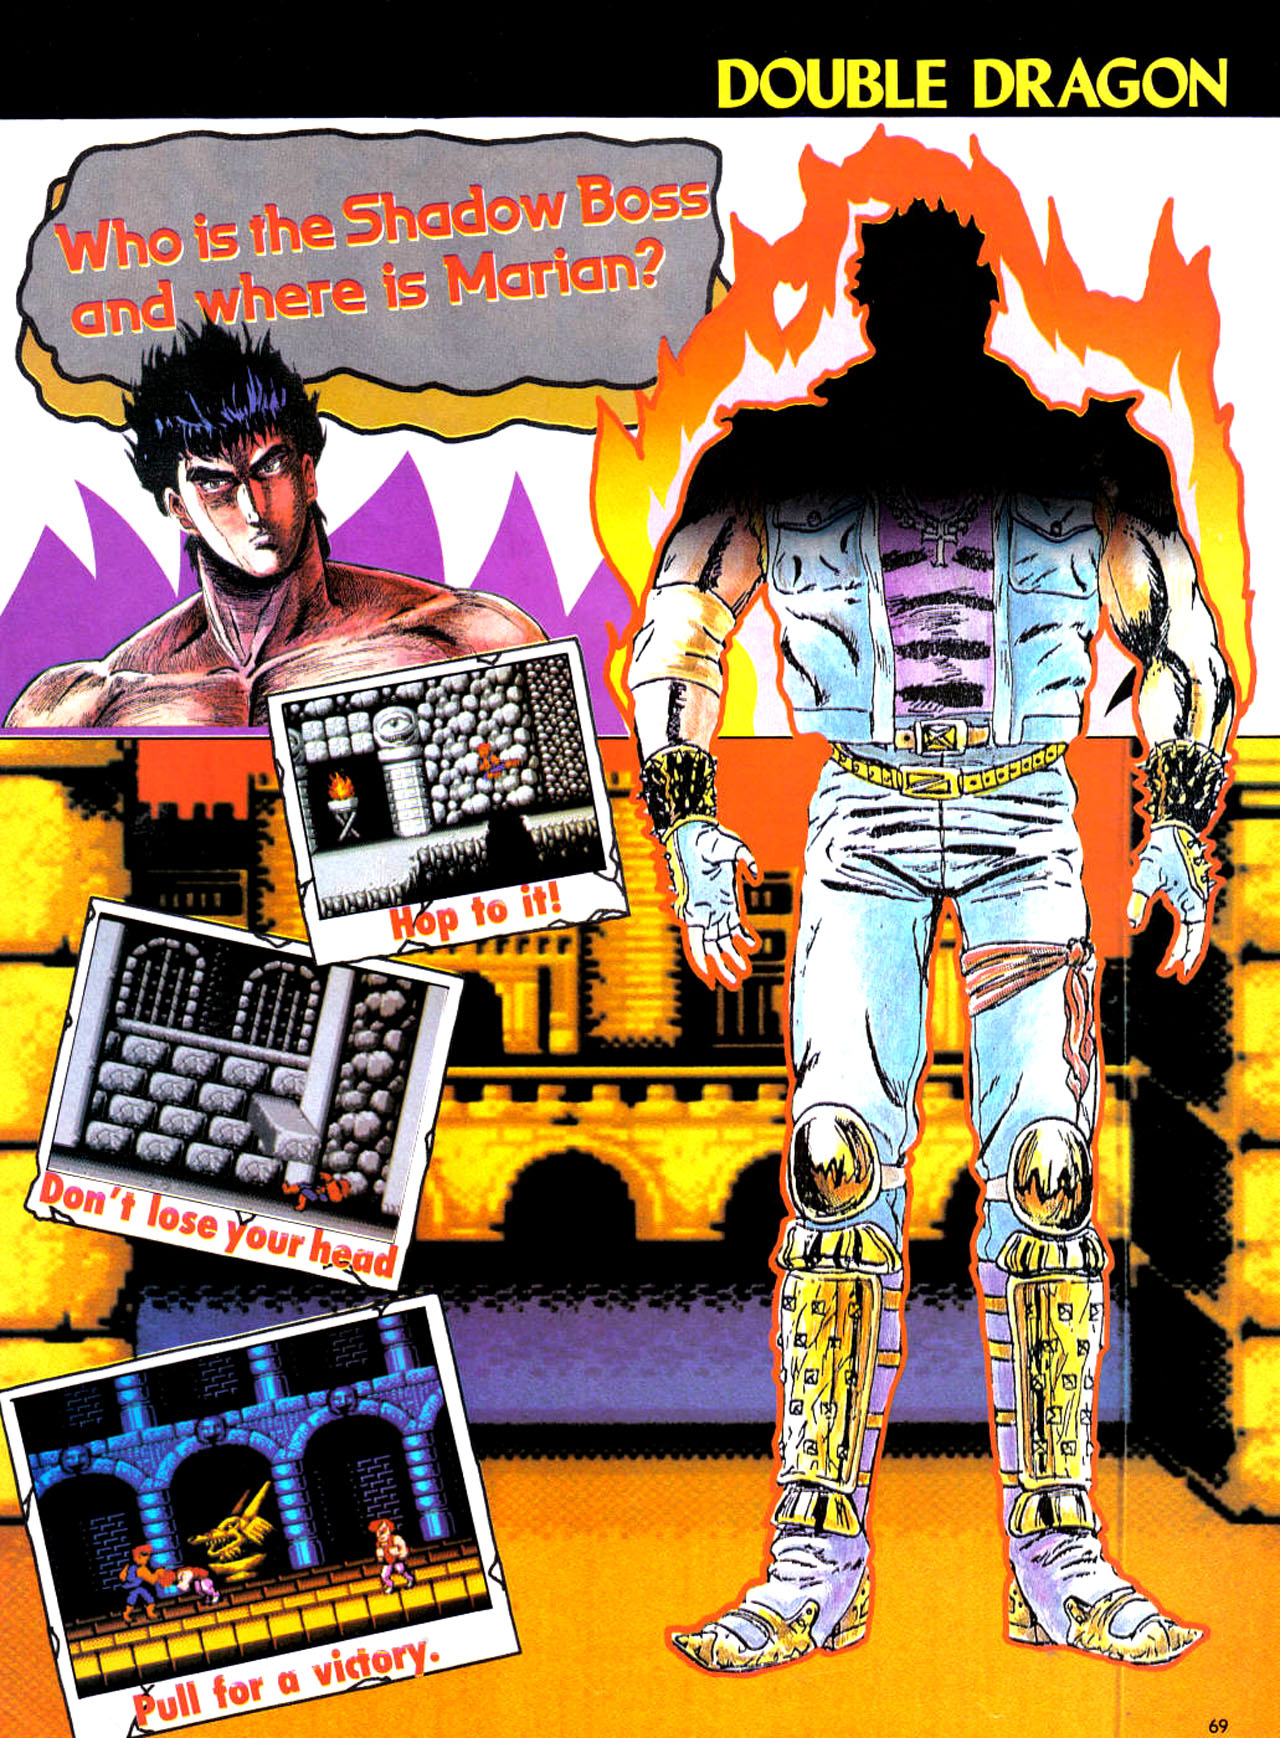 DOUBLE DRAGON
Who is the Shadow Boss
and where is Marian?
Hop to it!
Don't lose your head
Pull for a victory.
69